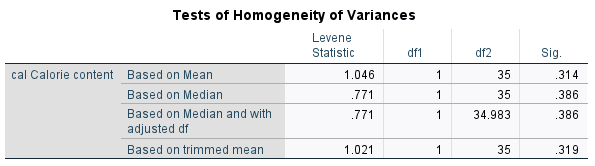 Tests of Homogeneity of Variances
Levene
Statistic df1 df2 Sig.
cal Calorie content Based on Mean 1.046 1 35 .314
Based on Median .771 1 35 .386
Based on Median and with
adjusted df .771 1 34.983 .386
Based on trimmed mean 1.021 1 35 .319